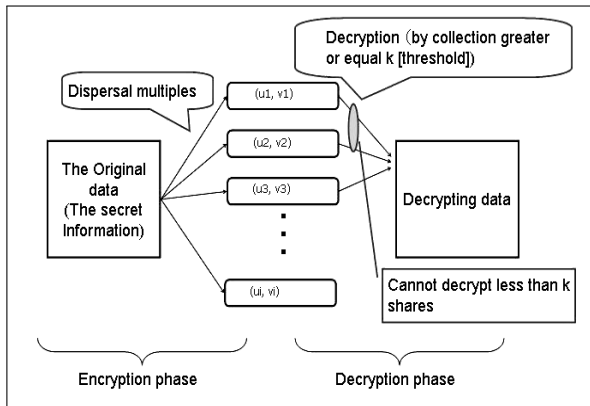 Decryption (by collection greater
or equal k [threshold])
Dispersal multiples
(u1, v1)
(u2, v2)
(u3, v3)
(ui, vi)
The Original
data
(The secret
Information)
Decrypting data
Cannot decrypt less than k
shares
Encryption phase
Decryption phase